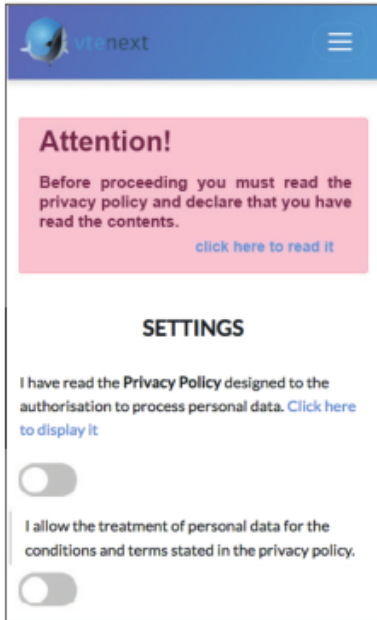 vtenext
Attention!
Before proceeding you must read the
privacy policy and declare that you have
read the contents.
click here to read it
SETTINGS
I have read the Privacy Policy designed to the
authorisation to process personal data. Click here
to display it
I allow the treatment of personal data for the
conditions and terms stated in the privacy policy.